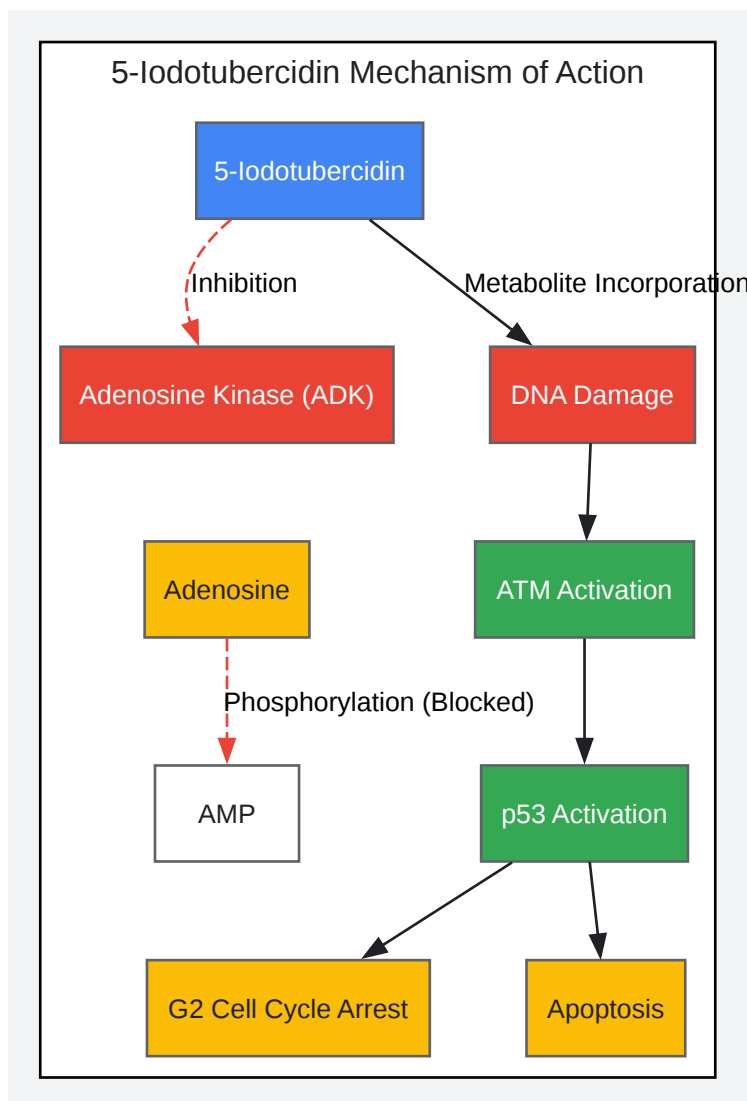 5-Iodotubercidin Mechanism of Action
5-Iodotubercidin
Inhibition
Metabolite Incorporation
Adenosine Kinase (ADK)
DNA Damage
Adenosine
ATM Activation
Phosphorylation (Blocked)
AMP
p53 Activation
G2 Cell Cycle Arrest
Apoptosis